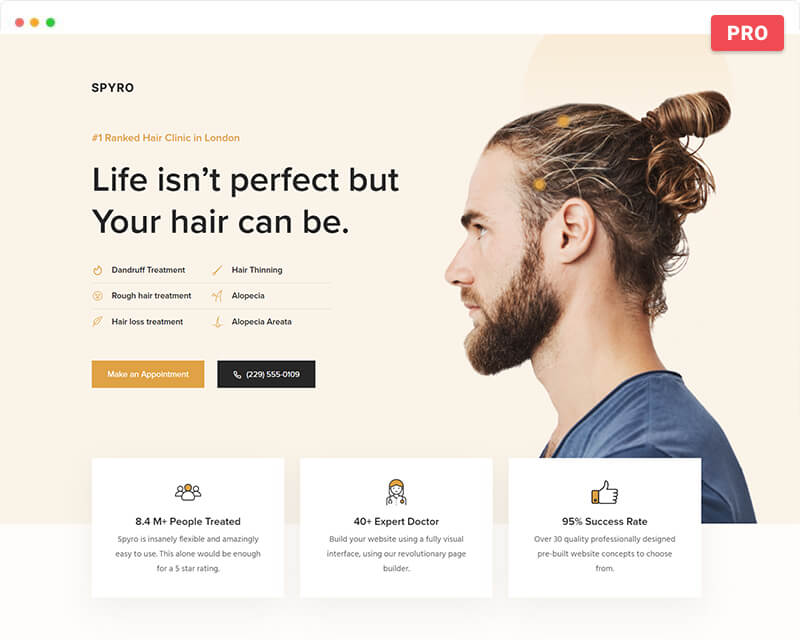 PRO
SPYRO
#1 Ranked Hair Clinic in London
Life isn't perfect but
Your hair can be.
Dandruff Treatment
Hair Thinning
Rough hair treatment
Alopecia
Hair loss treatment
Alopecia Areata
Make an Appointment
(229) 555-0109
8.4 M+ People Treated
Spyro is insanely flexible and amazingly
easy to use. This alone would be enough
for a 5 star rating.
40+ Expert Doctor
Build your website using a fully visual
interface, using our revolutionary page
builder.
95% Success Rate
Over 30 quality professionally designed
pre-built website concepts to choose
from.